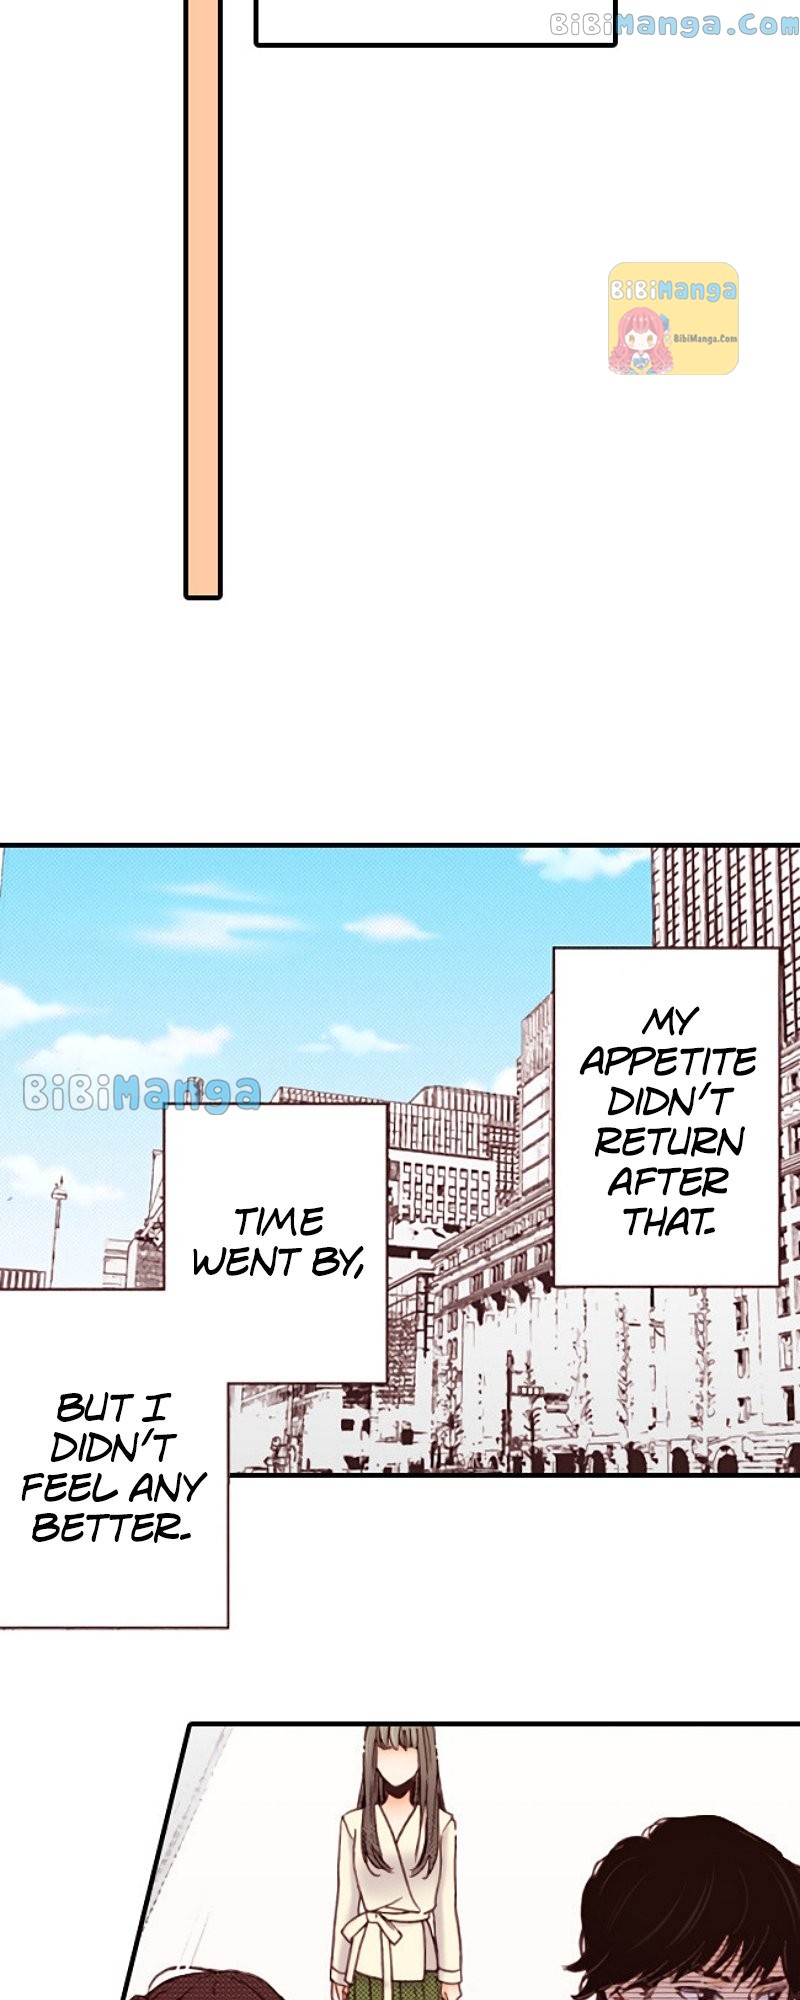 BiBiManga.Com
BiBiManga
BibiManga.Com
MY
APPETITE
DIDN'T
RETURN
AFTER
THAT.
BiBiManga
TIME
WENT BY,
BUT I
DIDN'T
FEEL ANY
BETTER.